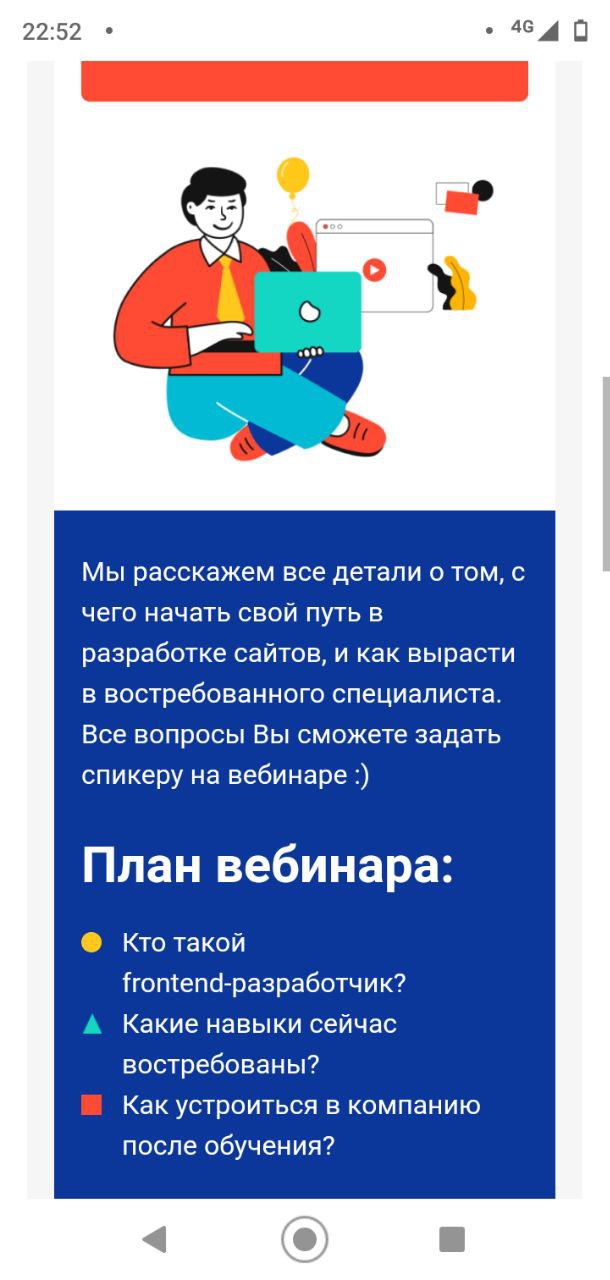 22:52
4G
Мы расскажем все детали о том, с
чего начать свой путь в
разработке сайтов, и как вырасти
в востребованного специалиста.
Все вопросы Вы сможете задать
спикеру на вебинаре :)
План вебинара:
Кто такой
frontend-разработчик?
Какие навыки сейчас
востребованы?
Как устроиться в компанию
после обучения?